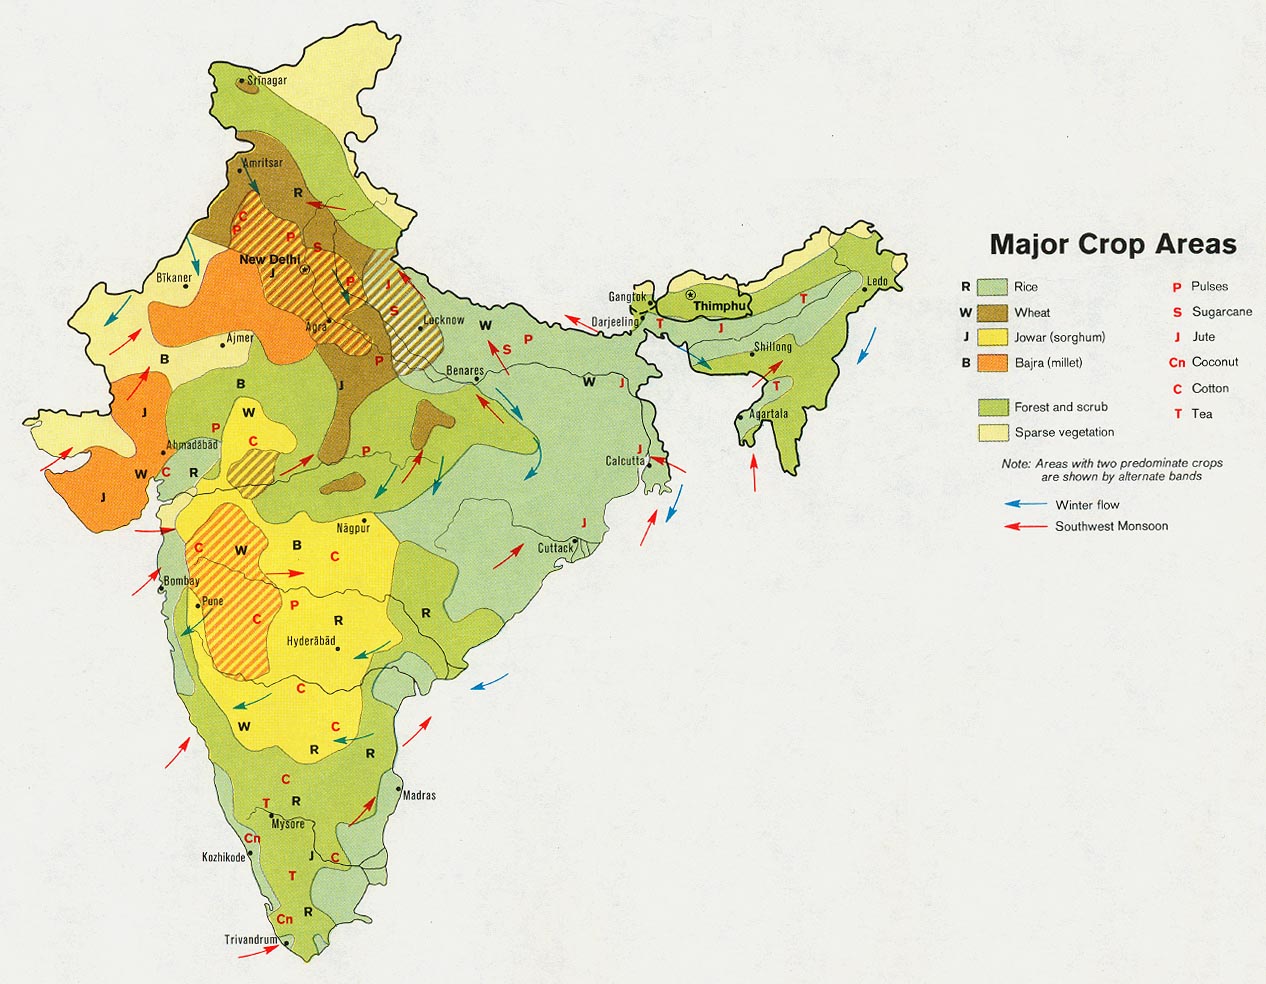 Srīnagar
Amritsar
R
C
P
P
S
New Delhi
J
Bīkaner
P
J
S
Gangtok
Thimphu
Ledo
T
Darjeeling
T
J
Agra
Lucknow
W
S
P
Ajmer
B
P
Shillong
Benares
J
B
W
J
T
J
W
Agartala
P
C
Ahmadābād
P
J
Calcutta
W
C
R
J
Nāgpur
J
Cuttack
C
W
B
C
Bombay
Pune
P
C
R
R
Hyderābād
C
W
C
R
R
C
T
R
Madras
Mysore
Cn
Kozhikode
J
C
T
Cn
R
Trivandrum
Major Crop Areas
R Rice
W Wheat
J Jowar (sorghum)
B Bajra (millet)
Forest and scrub
Sparse vegetation
P Pulses
S Sugarcane
J Jute
Cn Coconut
C Cotton
T Tea
Note: Areas with two predominate crops
are shown by alternate bands
Winter flow
Southwest Monsoon